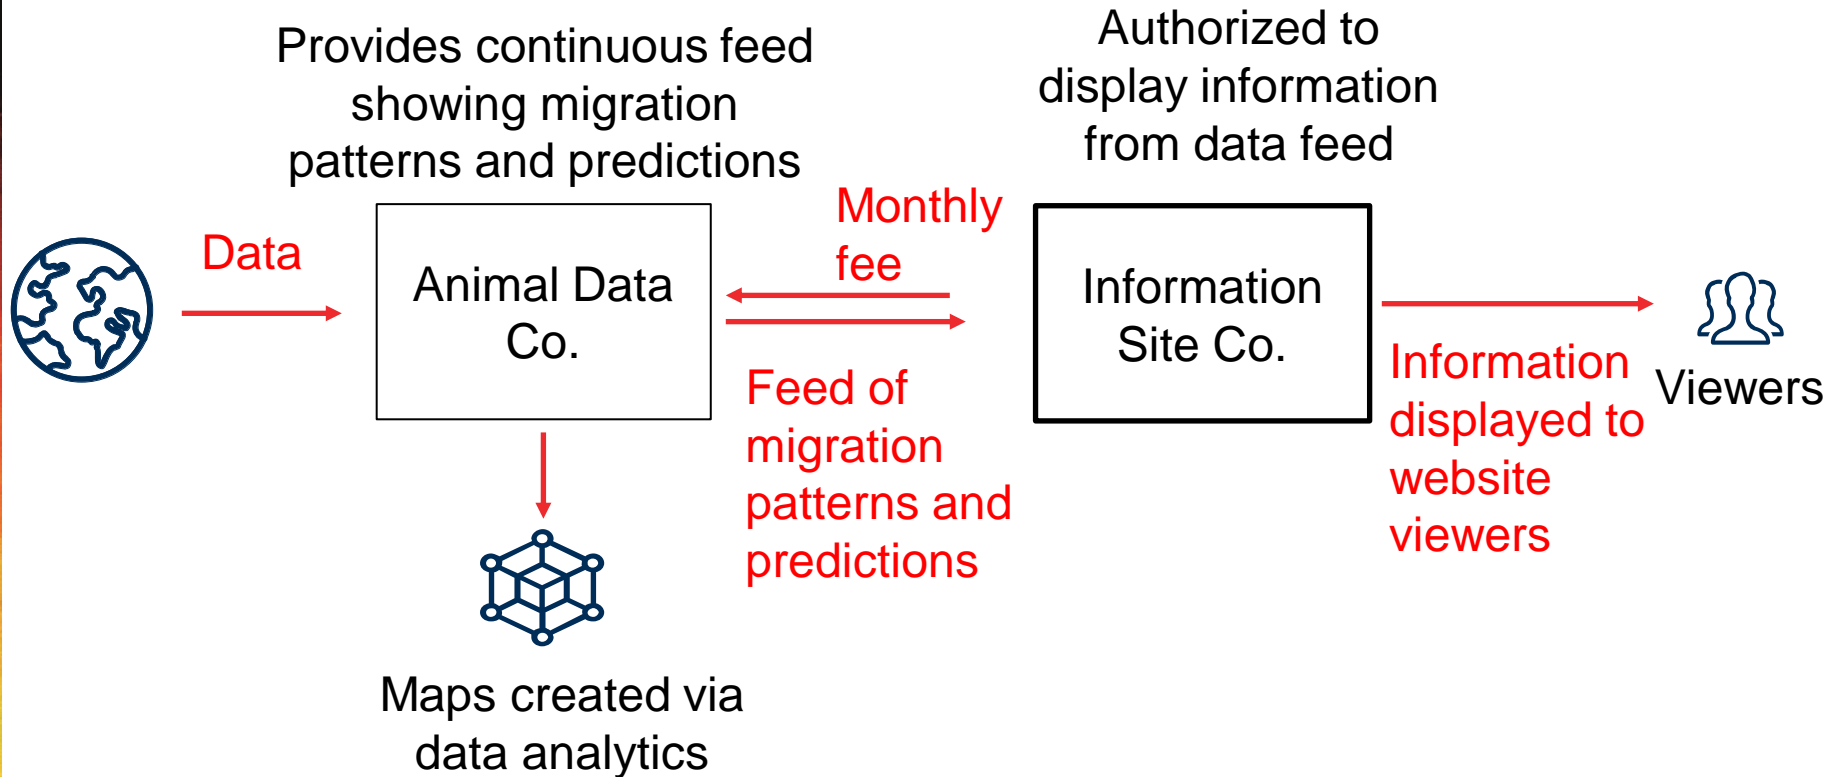 Provides continuous feed
showing migration
patterns and predictions
Authorized to
display information
from data feed
Data
Animal Data
Co.
Monthly
fee
Information
Site Co.
Feed of
migration
patterns and
predictions
Information
displayed to
website
viewers
Viewers
Maps created via
data analytics